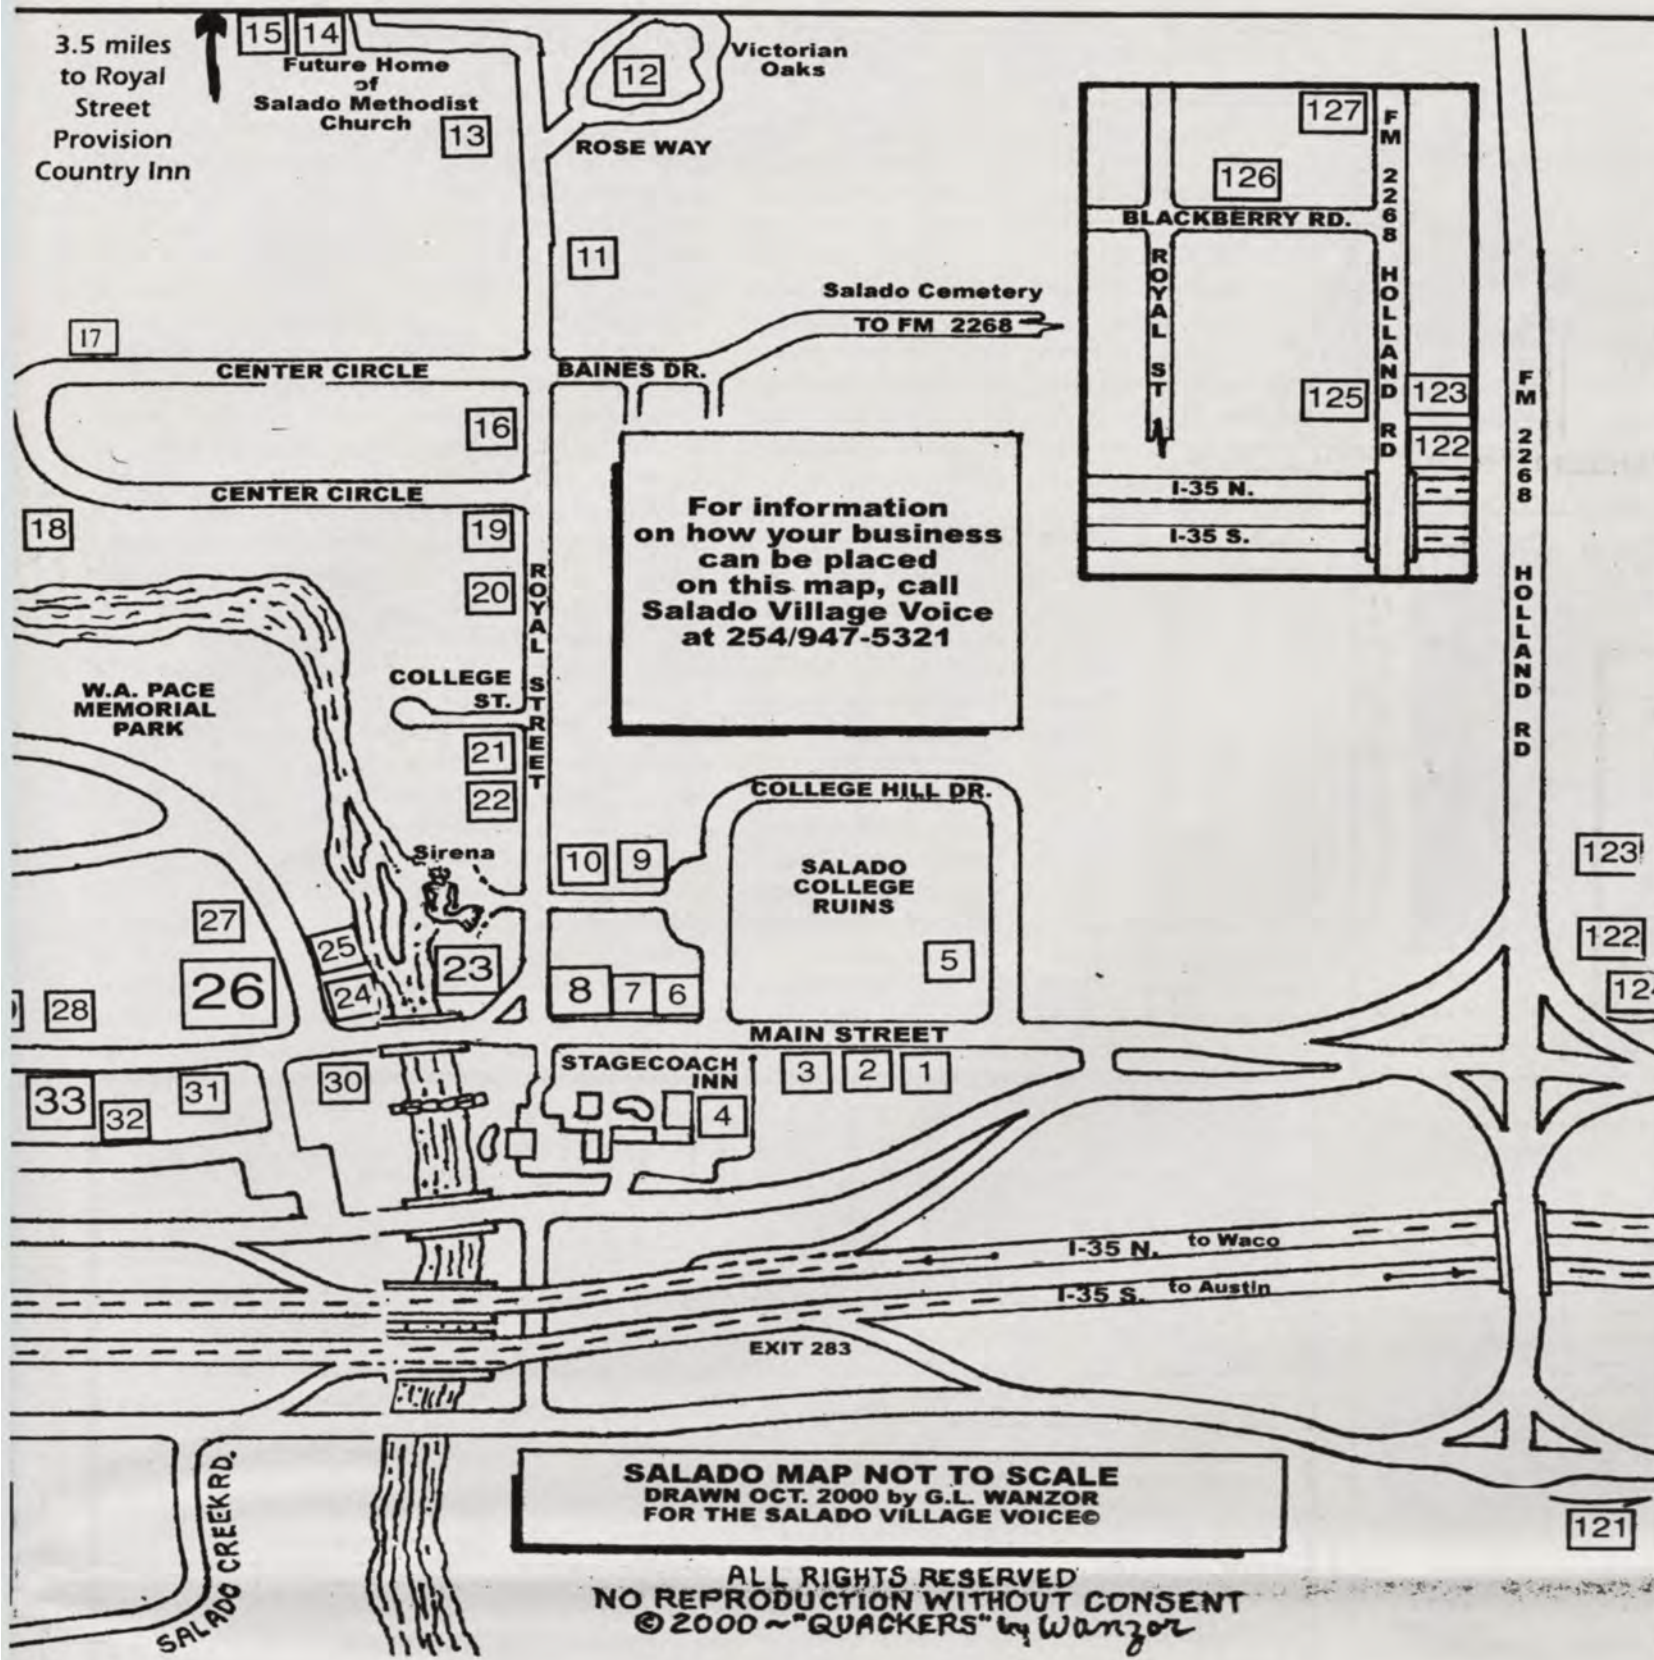 3.5 miles
to Royal
Street
Provision
Country Inn
15
14
Future Home
of
Salado Methodist
Church
13
12
Victorian
Oaks
ROSE WAY
11
Salado Cemetery
TO FM 2268
17
CENTER CIRCLE
BAINES DR.
16
CENTER CIRCLE
18
19
20
ROYAL STREET
COLLEGE
ST.
21
22
W.A. PACE
MEMORIAL
PARK
For information
on how your business
can be placed
on this map, call
Salado Village Voice
at 254/947-5321
127
126
BLACKBERRY RD.
FM 2268 HOLLAND RD
ROYAL ST
125
123
122
I-35 N.
I-35 S.
FM 2268 HOLLAND RD
COLLEGE HILL DR.
SALADO
COLLEGE
RUINS
5
Sirena
10
9
27
25
24
23
26
28
8
7
6
123
122
124
MAIN STREET
STAGECOACH
INN
3
2
1
4
33
32
31
30
I-35 N. to Waco
I-35 S. to Austin
EXIT 283
SALADO CREEK RD.
SALADO MAP NOT TO SCALE
DRAWN OCT. 2000 by G.L. WANZOR
FOR THE SALADO VILLAGE VOICE©
121
ALL RIGHTS RESERVED
NO REPRODUCTION WITHOUT CONSENT
©2000 ~ "QUACKERS" by Wanzor